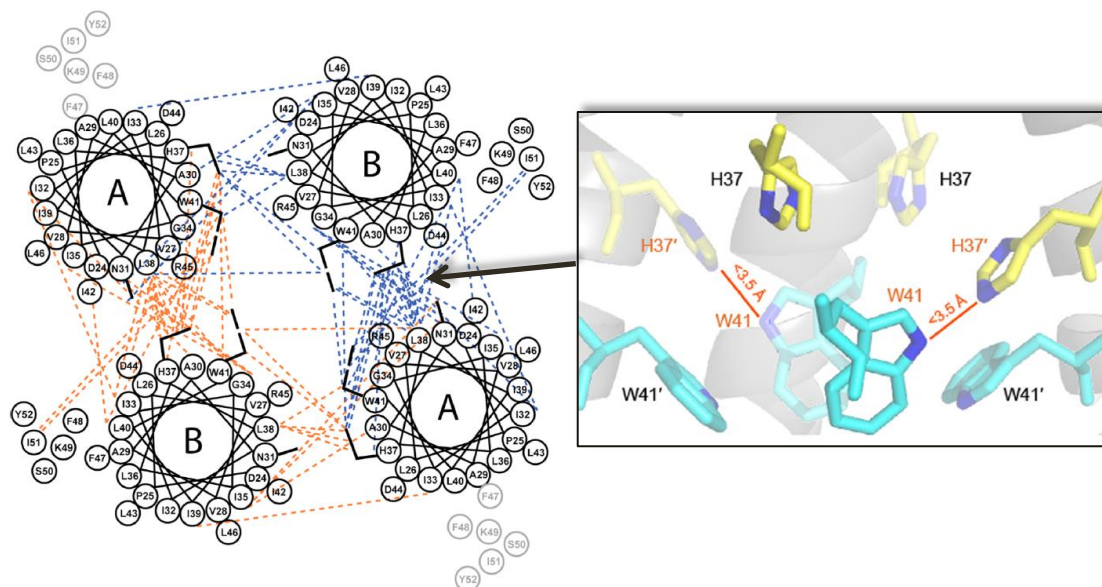 Y52
I51
S50
K49
F48
F47
L40
I33
D44
A29
L26
L36
H37
L43
P25
A30
I32
A
W41
I39
G34
V28
V27
L46
I35
L38
R45
D24
N31
I42
L46
I39
I32
L43
V28
P25
I35
I42
L36
D24
S50
N31
B
A29
F47
K49
I51
L38
L40
F48
Y52
V27
I33
R45
G34
L26
W41
A30
H37
D44
D44
H37
A30
W41
L26
G34
I33
V27
R45
Y52
F48
L40
B
L38
I51
K49
F47
A29
N31
S50
L36
D24
I42
P25
I35
L43
I32
I39
V28
L46
I42
R45
L38
N31
D24
V27
I35
L46
G34
V28
W41
A
I39
I32
A30
H37
P25
L26
L36
L43
D44
I33
L40
A29
F47
F48
K49
S50
I51
Y52
H37
H37
H37′
H37′
<3.5 Å
W41
W41
<3.5 Å
W41′
W41′